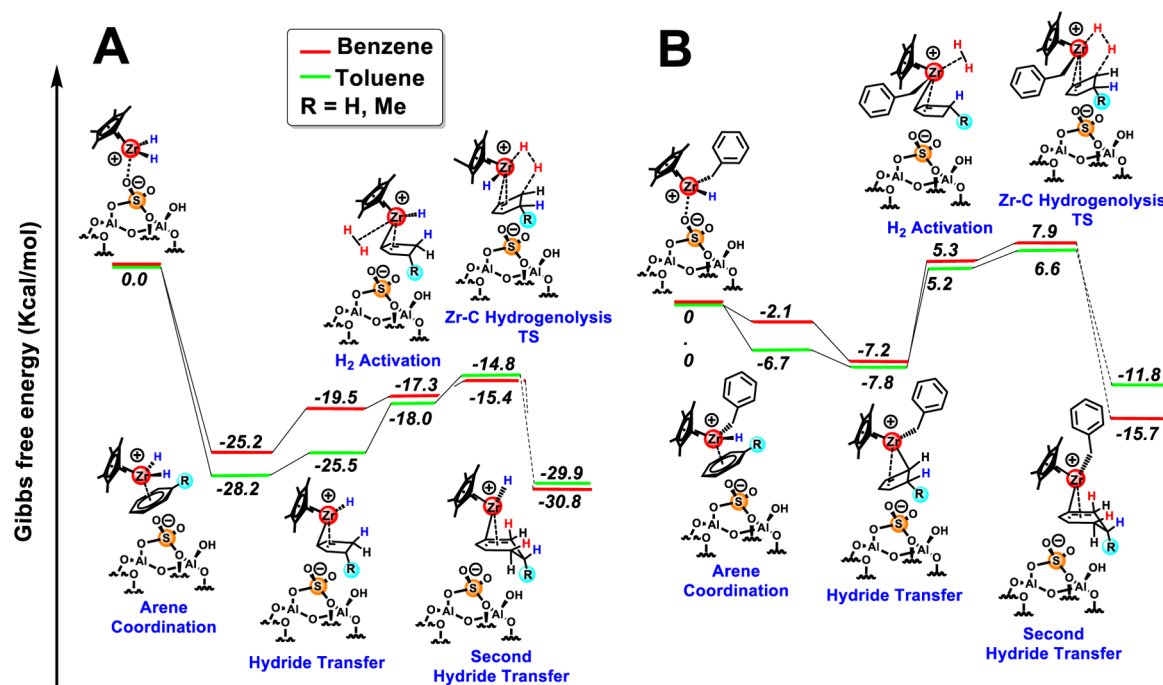 A
B
Benzene
Toluene
R = H, Me
Gibbs free energy (Kcal/mol)
0.0
-25.2
-28.2
-19.5
-25.5
-17.3
-18.0
-14.8
-15.4
-29.9
-30.8
Arene
Coordination
Hydride Transfer
H₂ Activation
Zr-C Hydrogenolysis
TS
Second
Hydride Transfer
0
0
-2.1
-6.7
-7.2
-7.8
5.3
5.2
7.9
6.6
-11.8
-15.7
Arene
Coordination
Hydride Transfer
H₂ Activation
Zr-C Hydrogenolysis
TS
Second
Hydride Transfer